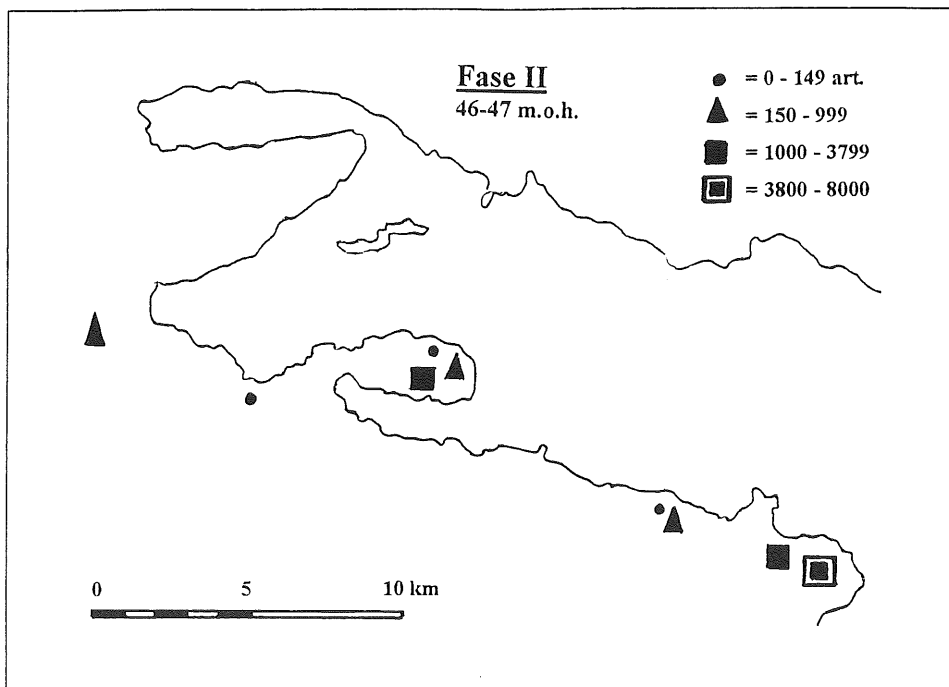 Fase II
46-47 m.o.h.
= 0 - 149 art.
= 150 - 999
= 1000 - 3799
= 3800 - 8000
0 5 10 km